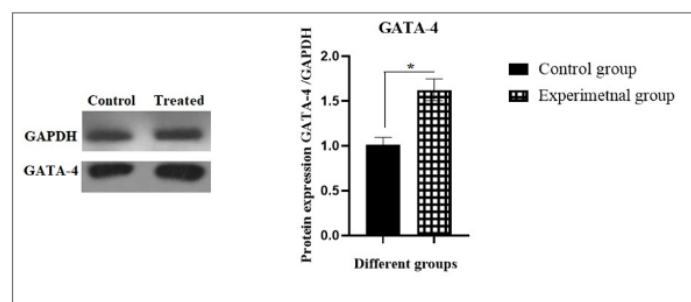 Control Treated
GAPDH
GATA-4
GATA-4
Protein expression GATA-4 /GAPDH
2.0
1.5
1.0
0.5
0.0
*
Different groups
Control group
Experimetnal group